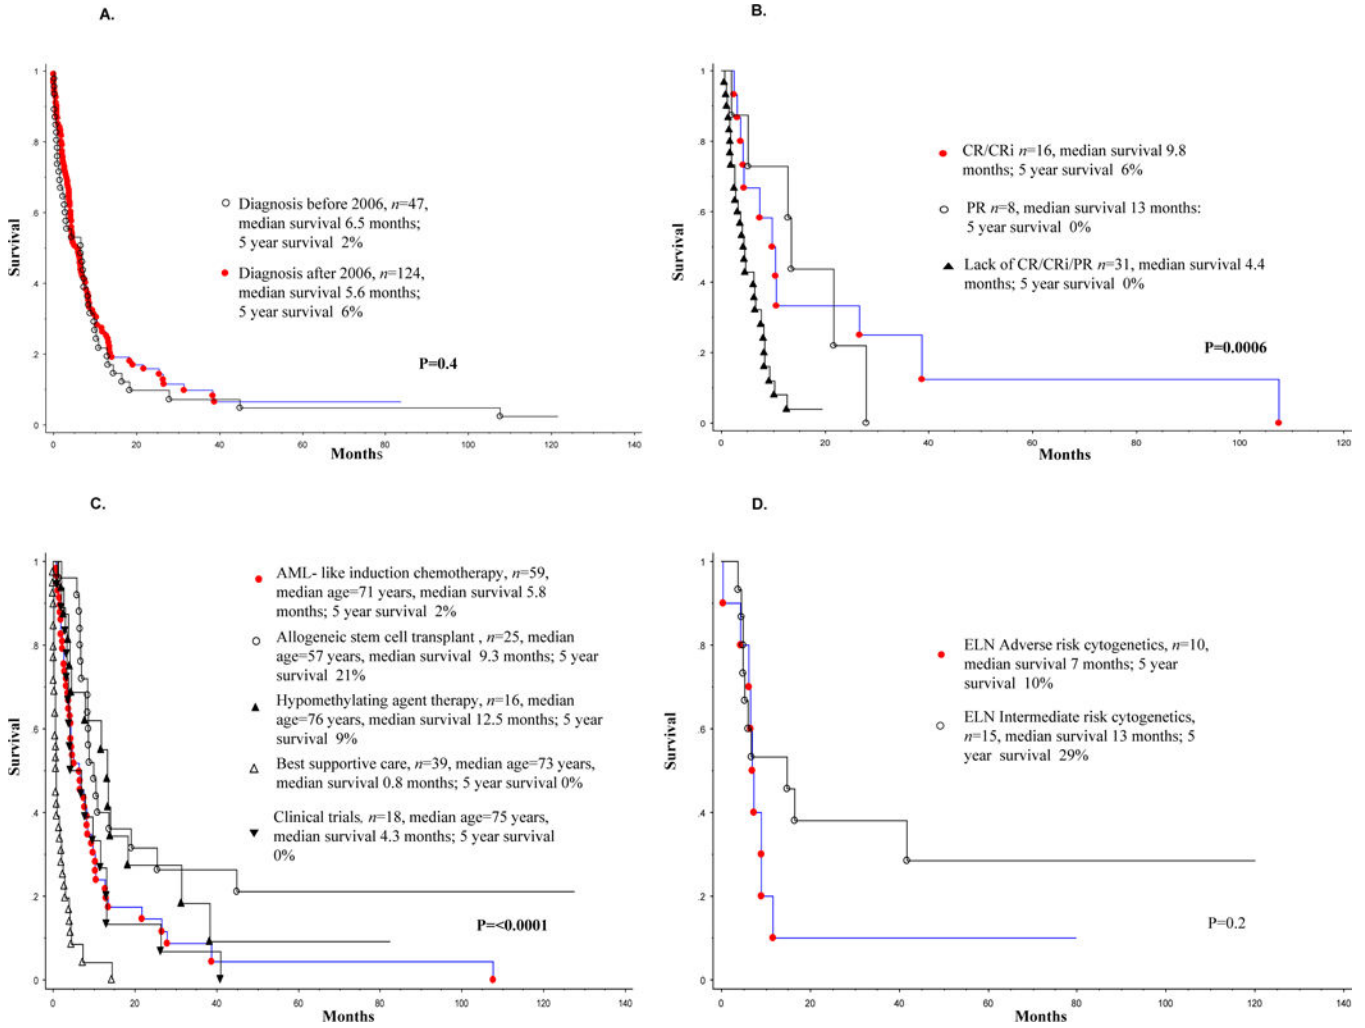 A.
1
.8
.6
.4
.2
0
Survival
0
20
40
60
80
100
120
140
Months
Diagnosis before 2006, n=47,
median survival 6.5 months;
5 year survival 2%
Diagnosis after 2006, n=124,
median survival 5.6 months;
5 year survival 6%
P=0.4
B.
1
.8
.6
.4
.2
0
Survival
0
20
40
60
80
100
120
Months
CR/CRi n=16, median survival 9.8
months; 5 year survival 6%
PR n=8, median survival 13 months:
5 year survival 0%
Lack of CR/CRi/PR n=31, median survival 4.4
months; 5 year survival 0%
P=0.0006
C.
1
.8
.6
.4
.2
0
Survival
0
20
40
60
80
100
120
140
Months
AML- like induction chemotherapy, n=59,
median age=71 years, median survival 5.8
months; 5 year survival 2%
Allogeneic stem cell transplant , n=25, median
age=57 years, median survival 9.3 months; 5 year
survival 21%
Hypomethylating agent therapy, n=16, median
age=76 years, median survival 12.5 months; 5 year
survival 9%
Best supportive care, n=39, median age=73 years,
median survival 0.8 months; 5 year survival 0%
Clinical trials, n=18, median age=75 years,
median survival 4.3 months; 5 year survival
0%
P=<0.0001
D.
1
.8
.6
.4
.2
0
Survival
0
20
40
60
80
100
120
140
Months
ELN Adverse risk cytogenetics, n=10,
median survival 7 months; 5 year
survival 10%
ELN Intermediate risk cytogenetics,
n=15, median survival 13 months; 5
year survival 29%
P=0.2